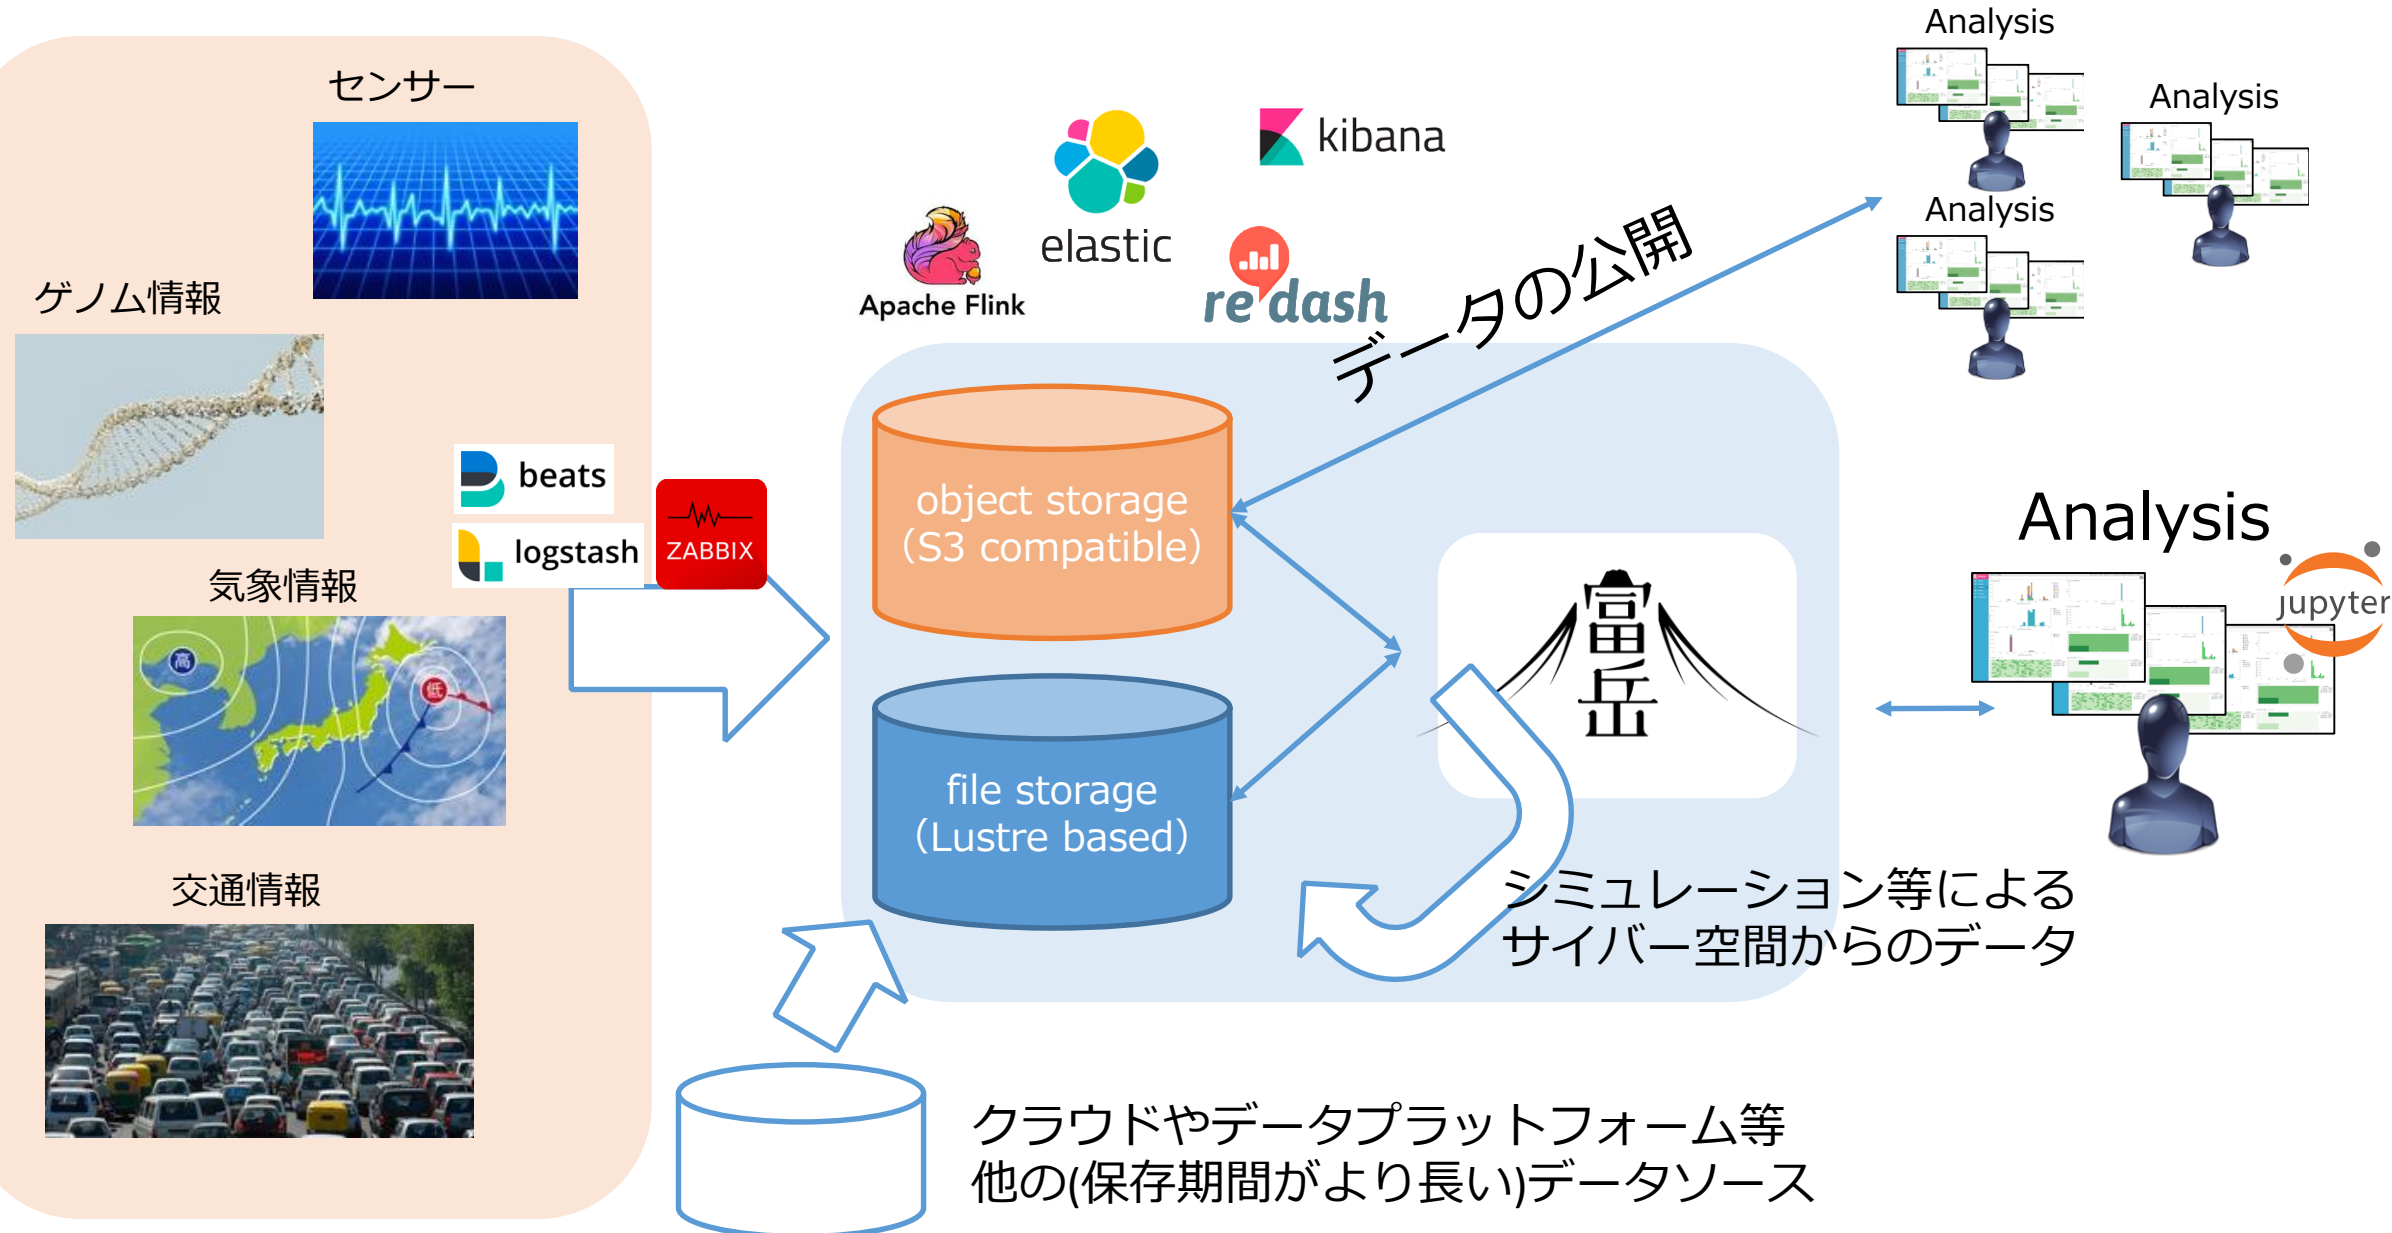 センサー
ゲノム情報
beats
logstash
ZABBIX
気象情報
高
低
交通情報
Apache Flink
elastic
kibana
redash
データの公開
object storage
（S3 compatible）
file storage
（Lustre based）
富岳
シミュレーション等による
サイバー空間からのデータ
クラウドやデータプラットフォーム等
他の(保存期間がより長い)データソース
Analysis
Analysis
Analysis
Analysis
jupyter